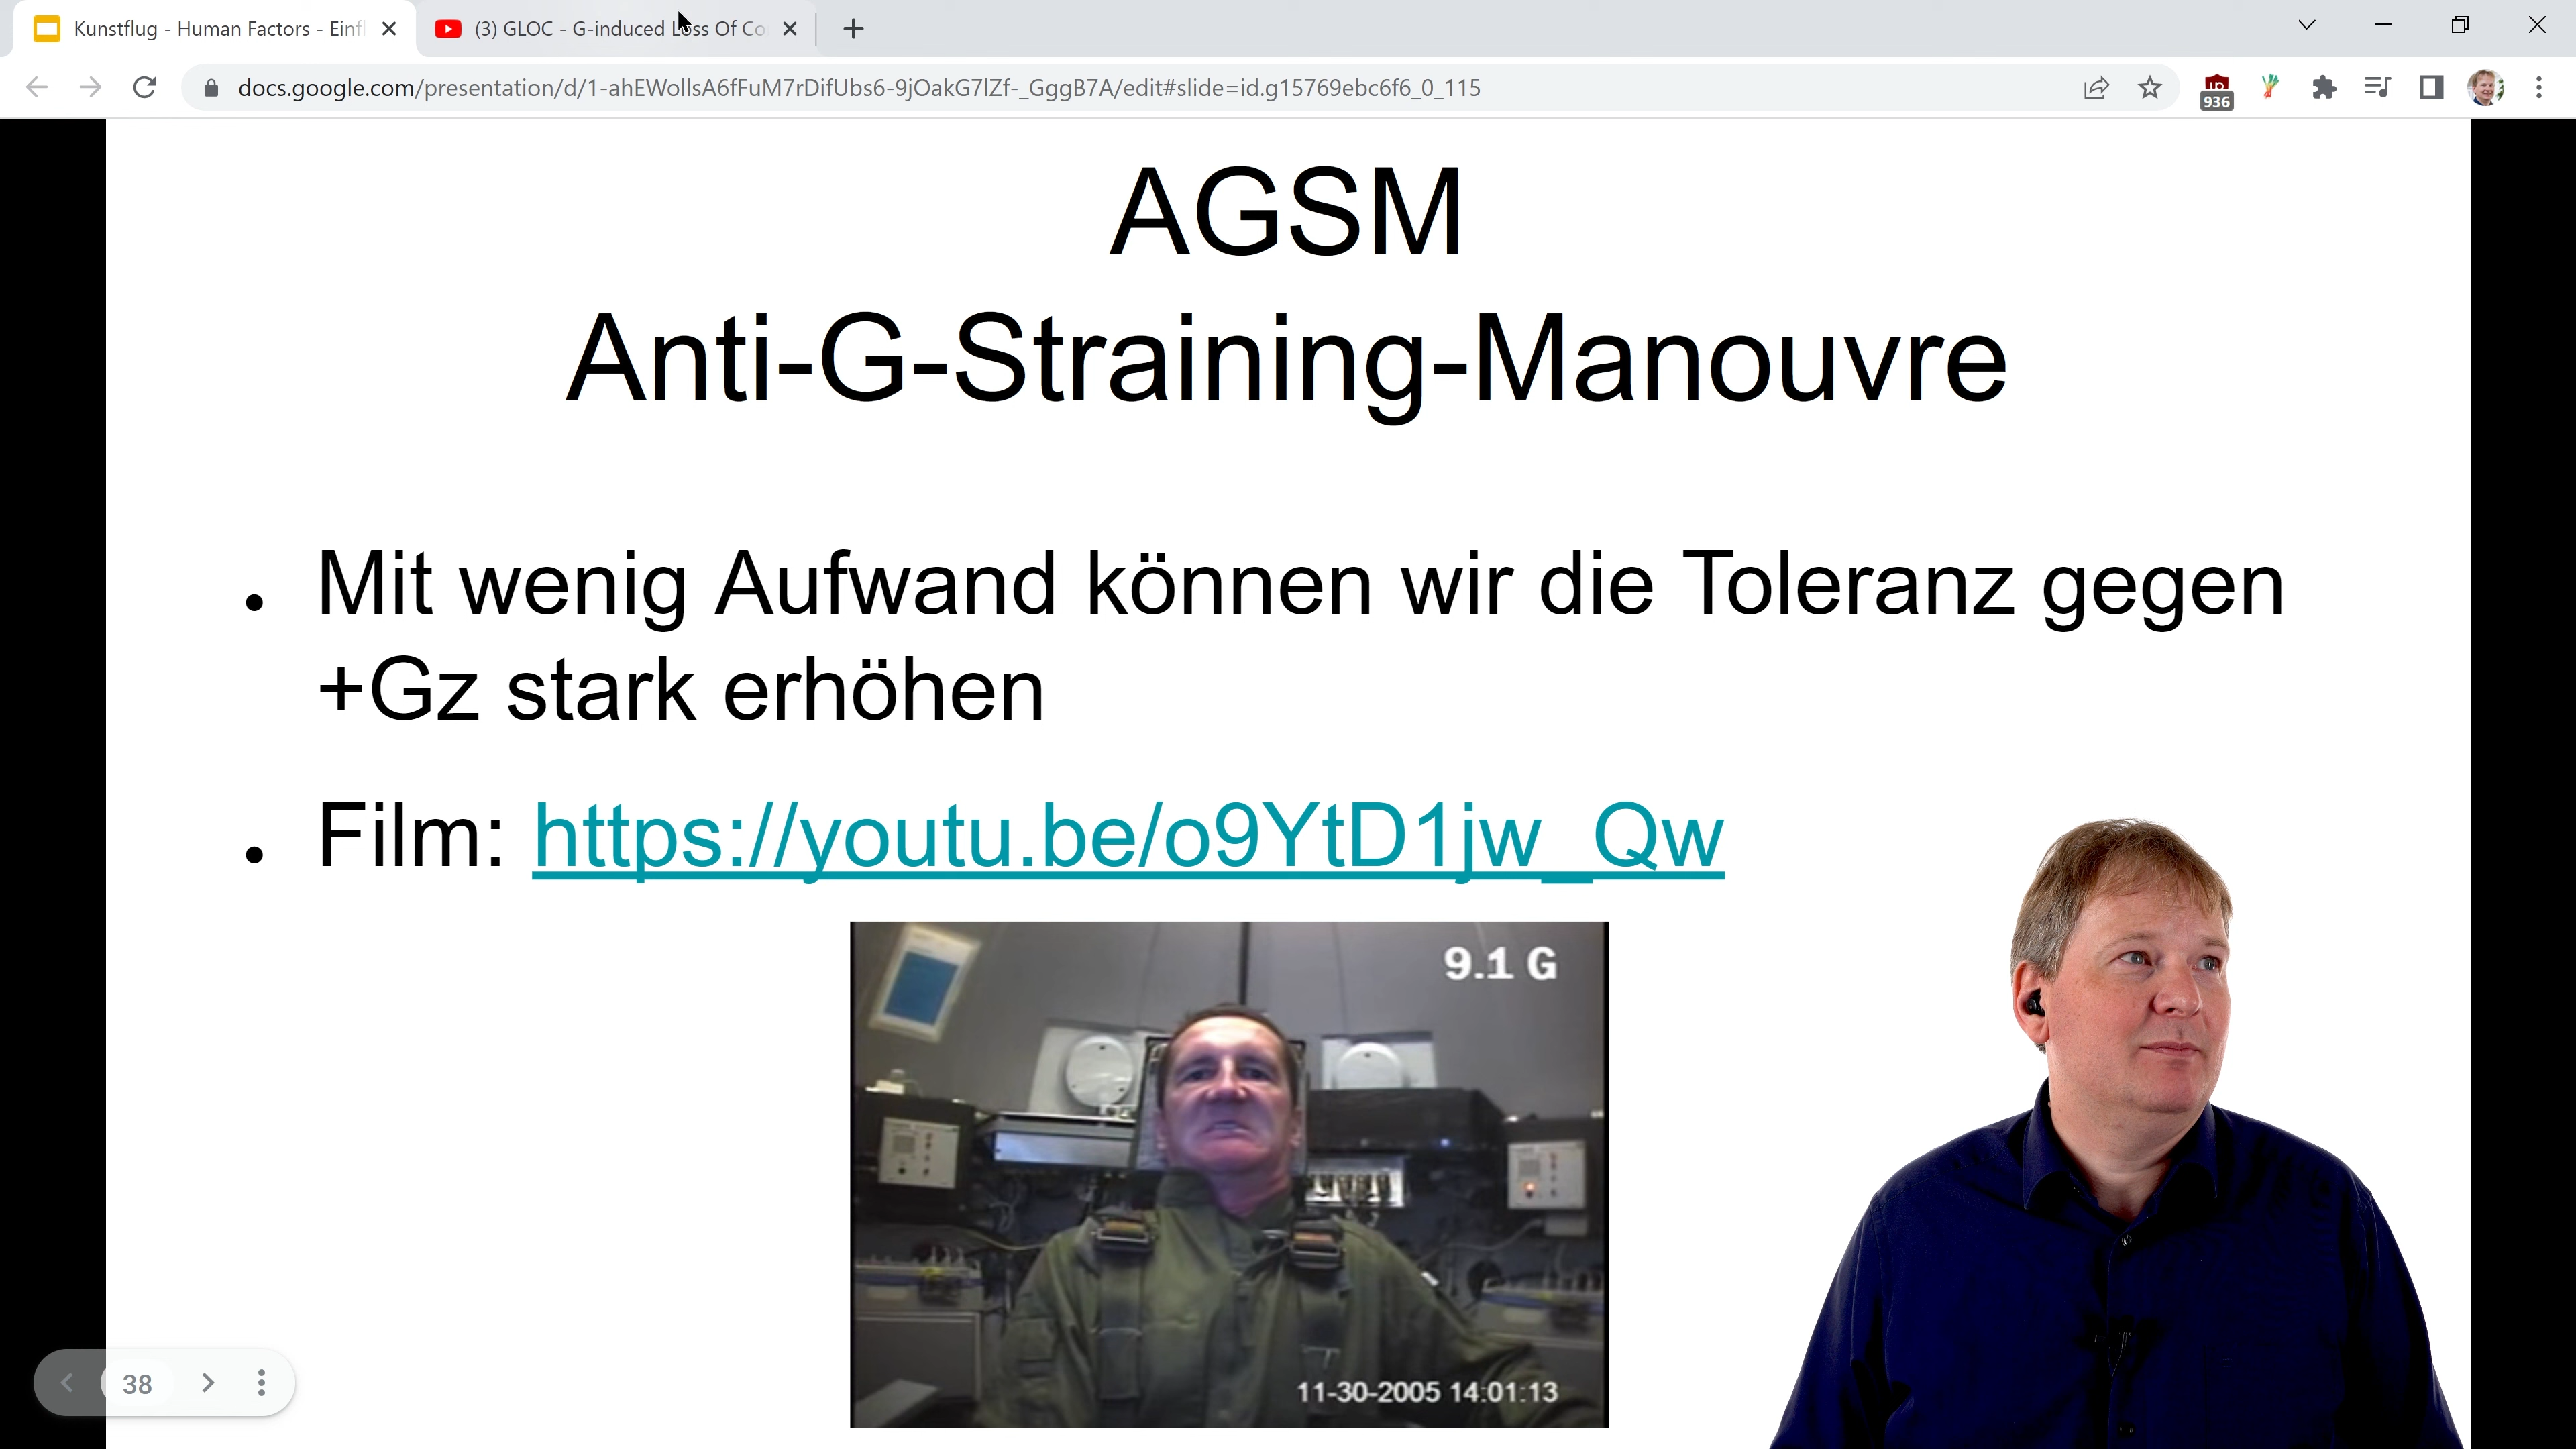 Kunstflug - Human Factors - Einfl
(3) GLOC - G-induced Loss Of Co
docs.google.com/presentation/d/1-ahEWollsA6fFuM7rDifUbs6-9jOakG7lZf-_GggB7A/edit#slide=id.g15769ebc6f6_0_115
936
AGSM
Anti-G-Straining-Manouvre
• Mit wenig Aufwand können wir die Toleranz gegen
+Gz stark erhöhen
• Film: https://youtu.be/o9YtD1jw_Qw
9.1 G
11-30-2005 14:01:13
38